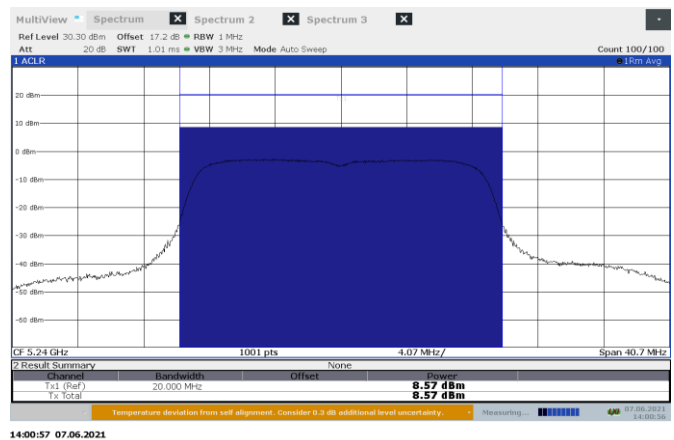 MultiView Spectrum X Spectrum 2 X Spectrum 3 X
Ref Level 30.30 dBm Offset 17.2 dB RBW 1 MHz
Att 20 dB SWT 1.01 ms VBW 3 MHz Mode Auto Sweep Count 100/100
1 ACLR 1Rm Avg
20 dBm
10 dBm
0 dBm
-10 dBm
-20 dBm
-30 dBm
-40 dBm
-50 dBm
-60 dBm
CF 5.24 GHz 1001 pts 4.07 MHz/ Span 40.7 MHz
2 Result Summary None
Channel Bandwidth Offset Power
Tx1 (Ref) 20.000 MHz 8.57 dBm
Tx Total 8.57 dBm
Temperature deviation from self alignment. Consider 0.3 dB additional level uncertainty. Measuring... 07.06.2021
14:00:56
14:00:57 07.06.2021